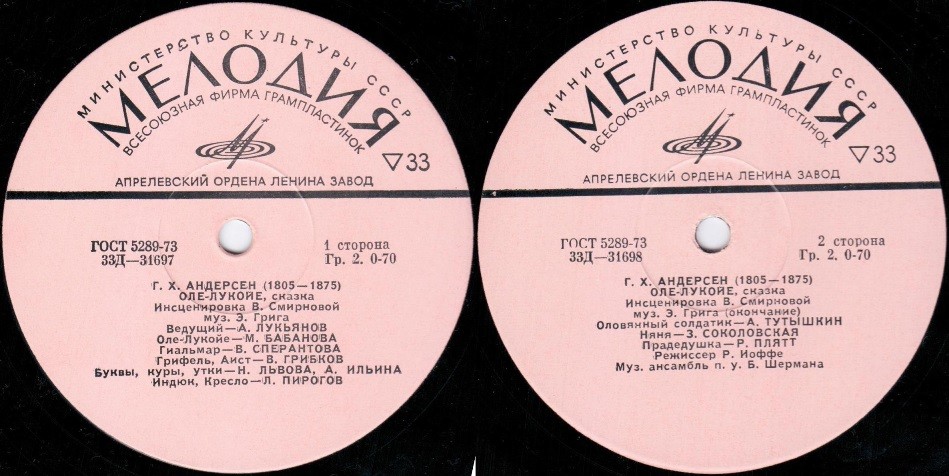 МИНИСТЕРСТВО КУЛЬТУРЫ СССР
МЕЛОДИЯ
ВСЕСОЮЗНАЯ ФИРМА ГРАМПЛАСТИНОК
▽33
АПРЕЛЕВСКИЙ ОРДЕНА ЛЕНИНА ЗАВОД
ГОСТ 5289-73
33Д—31697
1 сторона
Гр. 2. 0-70
Г. Х. АНДЕРСЕН (1805—1875)
ОЛЕ-ЛУКОЙЕ, сказка
Инсценировка В. Смирновой
муз. Э. Грига
Ведущий—А. ЛУКЬЯНОВ
Оле-Лукойе—М. БАБАНОВА
Гиальмар—В. СПЕРАНТОВА
Грифель, Аист—В. ГРИБКОВ
Буквы, куры, утки—Н. ЛЬВОВА, А. ИЛЬИНА
Индюк, Кресло—Л. ПИРОГОВ
МИНИСТЕРСТВО КУЛЬТУРЫ СССР
МЕЛОДИЯ
ВСЕСОЮЗНАЯ ФИРМА ГРАМПЛАСТИНОК
▽33
АПРЕЛЕВСКИЙ ОРДЕНА ЛЕНИНА ЗАВОД
ГОСТ 5289-73
33Д—31698
2 сторона
Гр. 2. 0-70
Г. Х. АНДЕРСЕН (1805—1875)
ОЛЕ-ЛУКОЙЕ, сказка
Инсценировка В. Смирновой
муз. Э. Грига (окончание)
Оловянный солдатик—А. ТУТЫШКИН
Няня—З. СОКОЛОВСКАЯ
Прадедушка—Р. ПЛЯТТ
Режиссер Р. Иоффе
Муз. ансамбль п. у. Б. Шермана